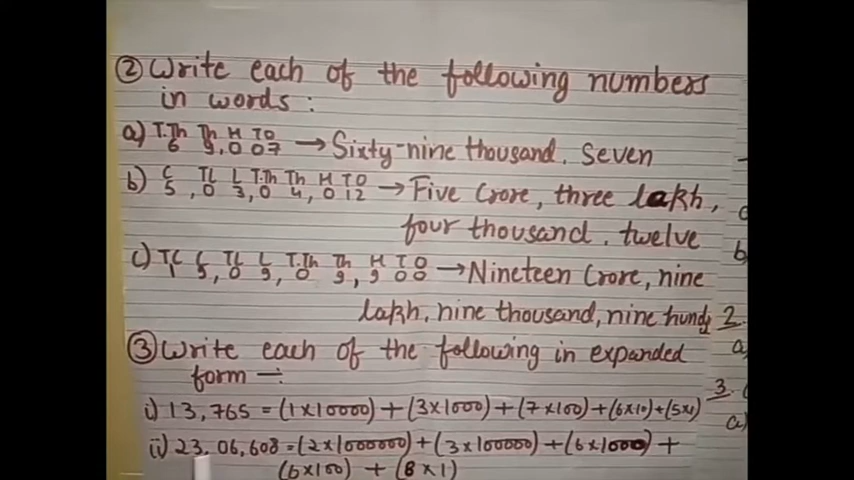 ② Write each of the following numbers
in words :
a) T.Th Th H T O
6 9,0 0 7 → Sixty-nine thousand. Seven
b) C TL L T.Th Th H T O
5 ,0 3,0 4, 0 1 2 → Five Crore, three lakh,
four thousand. twelve
c) TC C TL L T.Th Th H T O
1 9, 0 9, 0 9, 9 0 0 → Nineteen Crore, nine
lakh, nine thousand, nine hund 2.
③ Write each of the following in expanded a)
form —: 3.
i) 13,765 = (1×10000) + (3×1000) + (7×100) + (6×10) + (5×1) a)
ii) 23,06,608 = (2×1000000) + (3×100000) + (6×1000) +
(6×100) + (8×1)